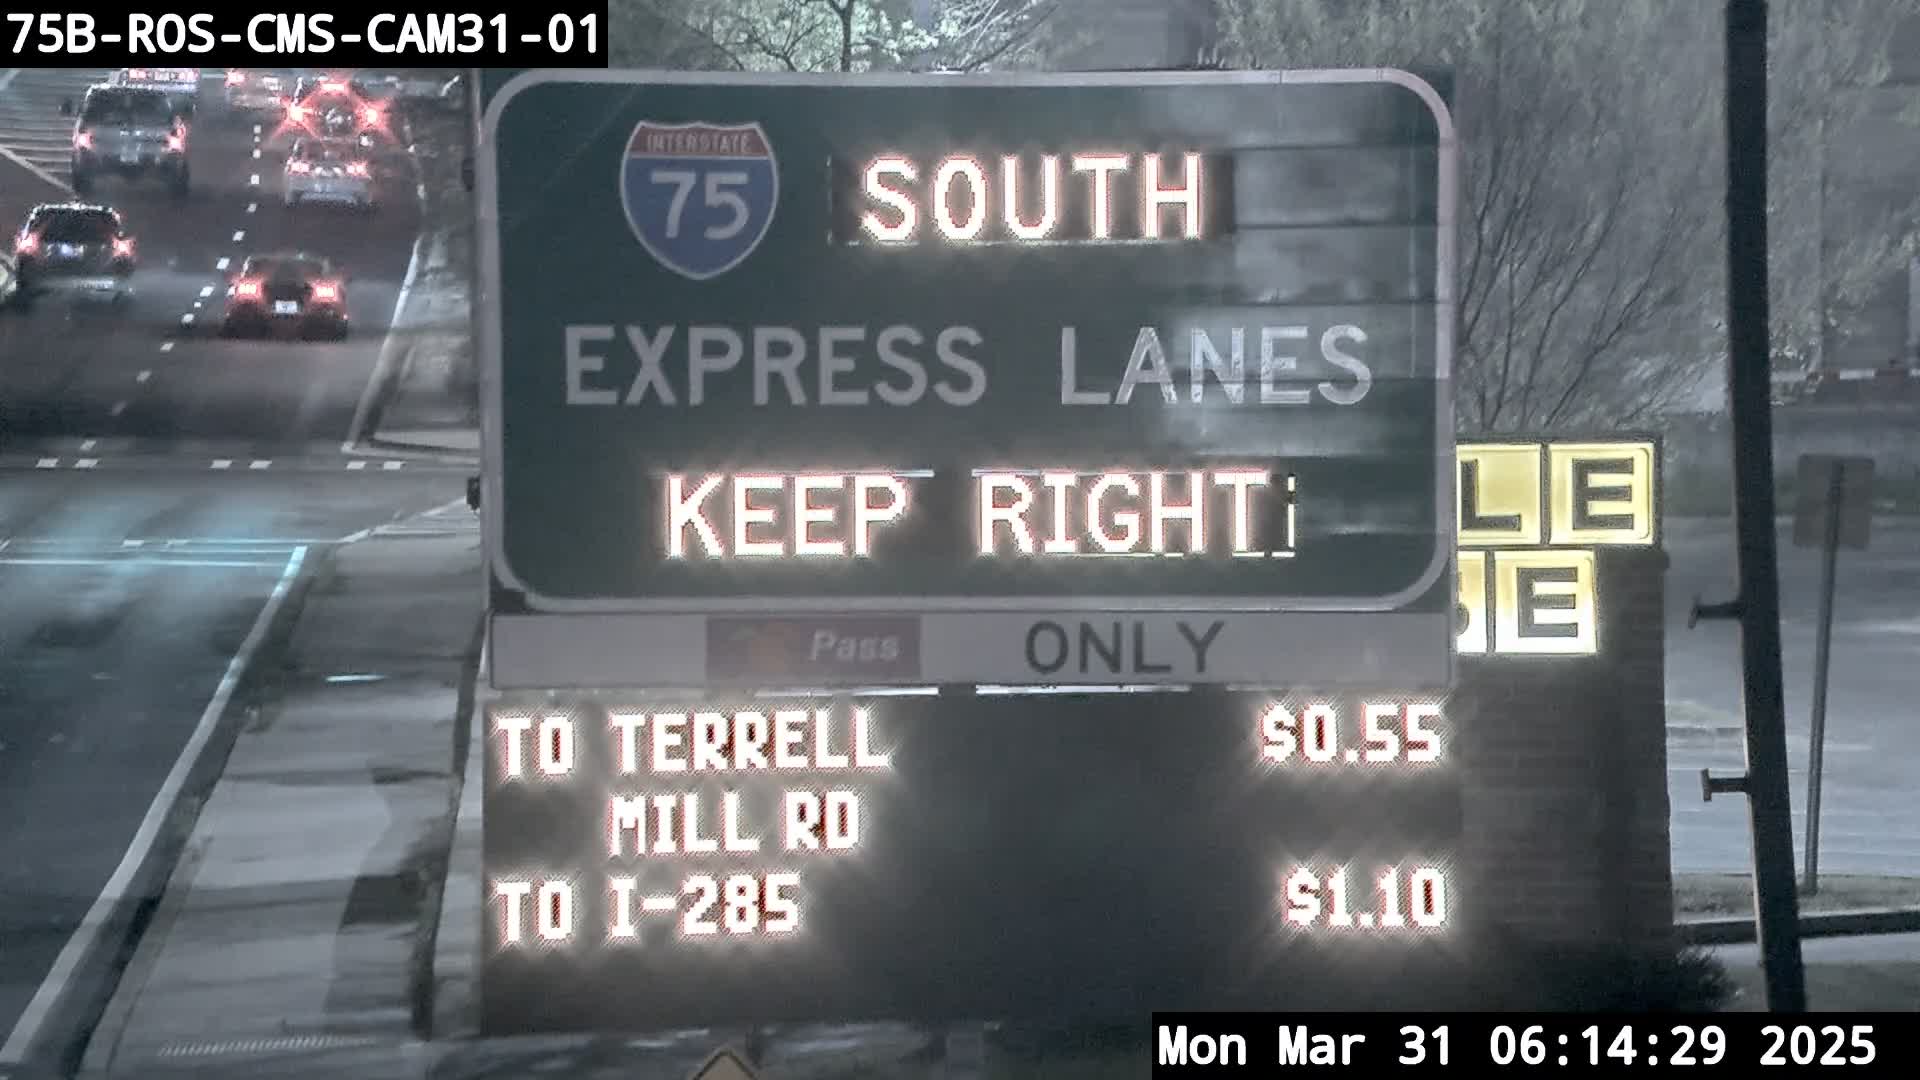 75B-ROS-CMS-CAM31-01
INTERSTATE
75
SOUTH
EXPRESS LANES
KEEP RIGHT
Pass ONLY
TO TERRELL $0.55
MILL RD
TO I-285 $1.10
LE
E
Mon Mar 31 06:14:29 2025